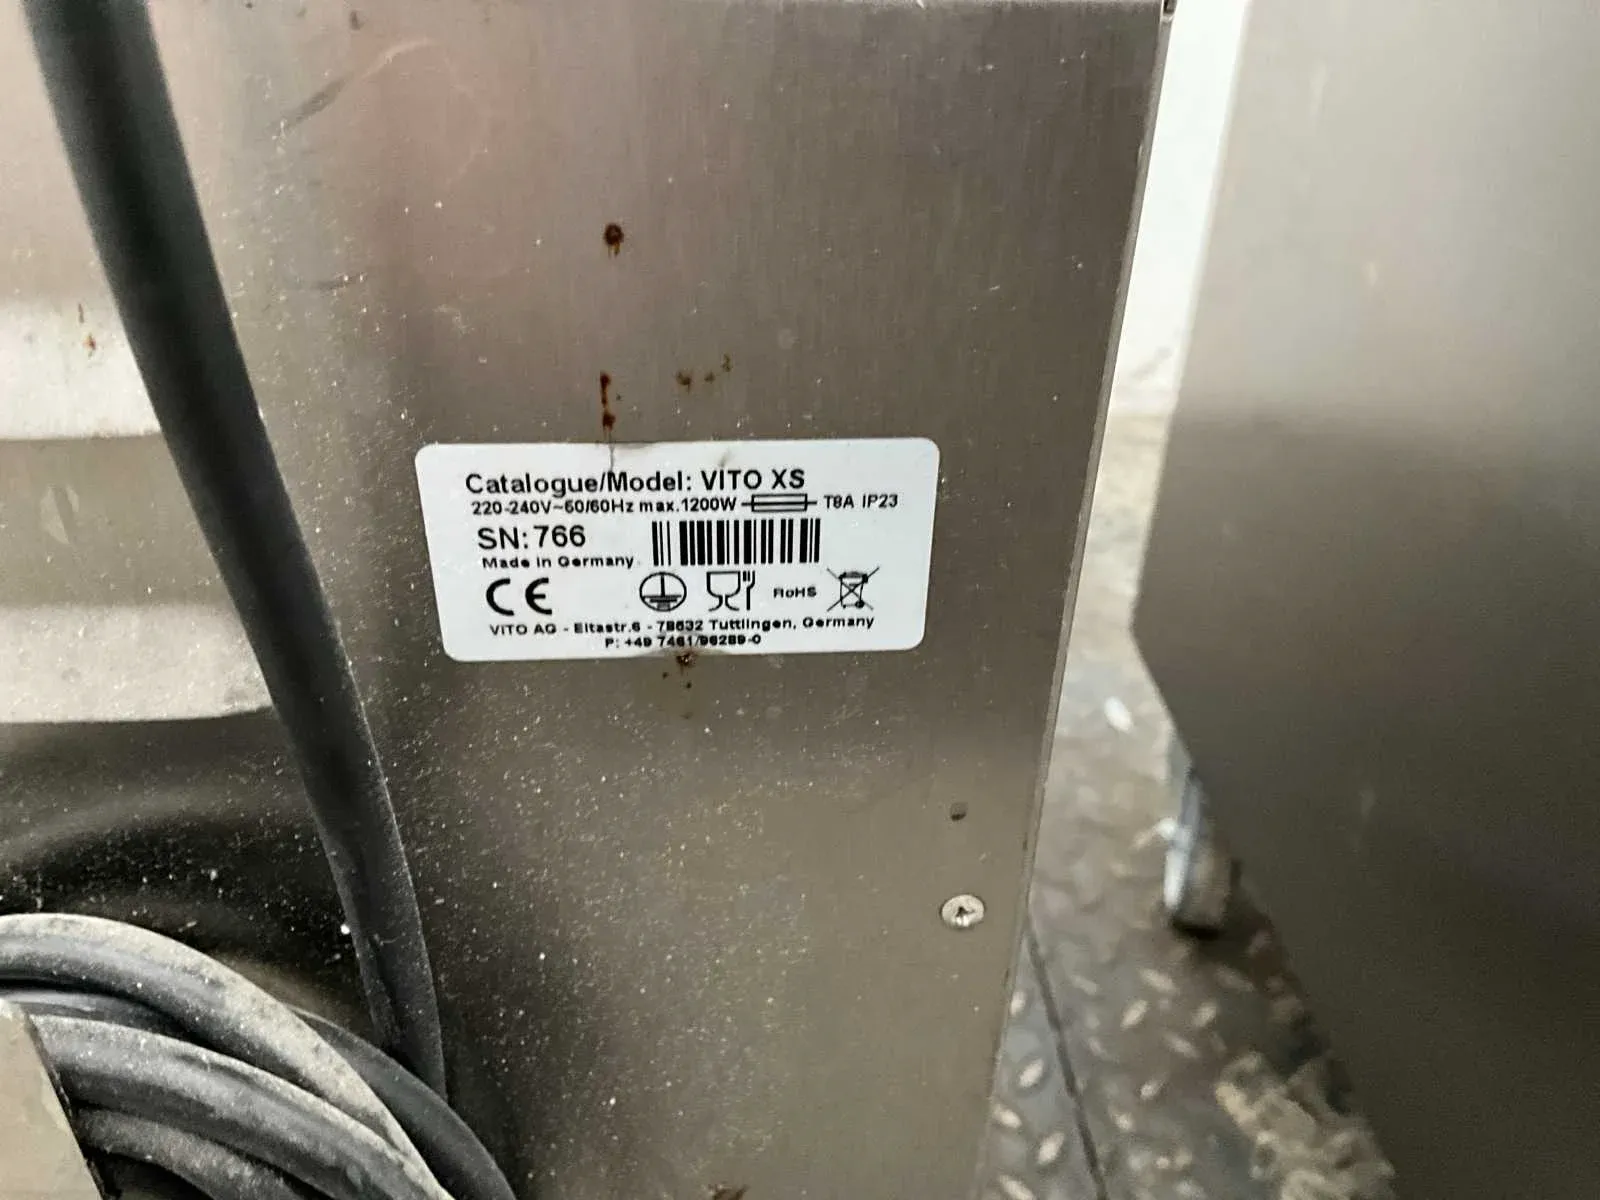 Catalogue/Model: VITO XS
220-240V~50/60Hz max.1200W T8A IP23
SN: 766
Made in Germany
CE
RoHS
VITO AG - Eltastr.6 - 78532 Tuttlingen, Germany
P: +49 7461/96289-0